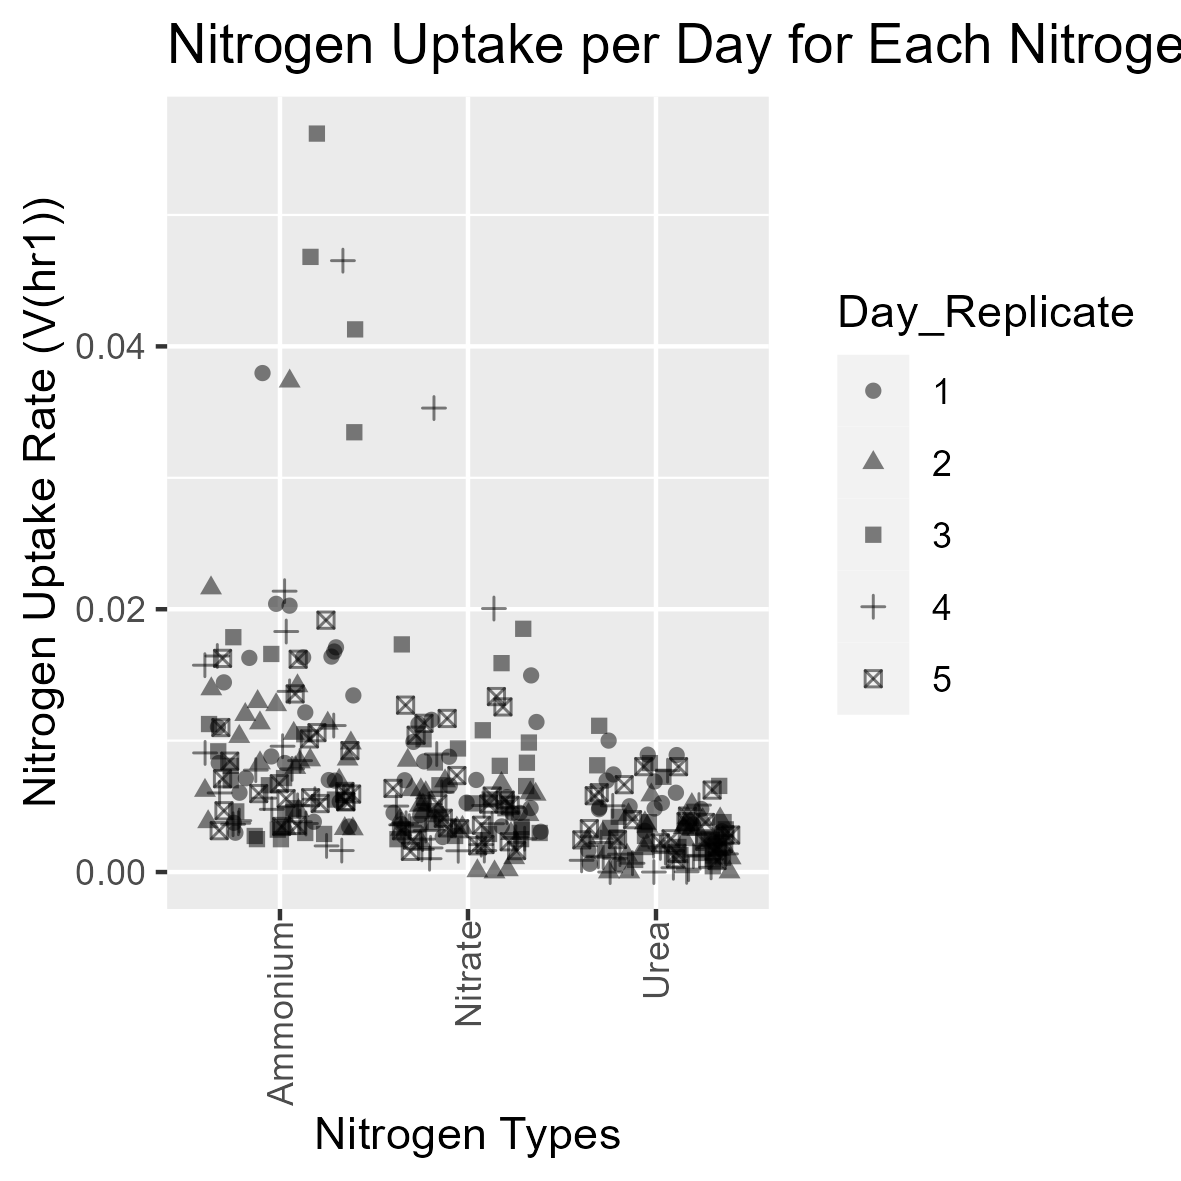 Nitrogen Uptake per Day for Each Nitroge
Nitrogen Uptake Rate (V(hr1))
0.04
0.02
0.00
Ammonium
Nitrate
Urea
Nitrogen Types
Day_Replicate
1
2
3
4
5